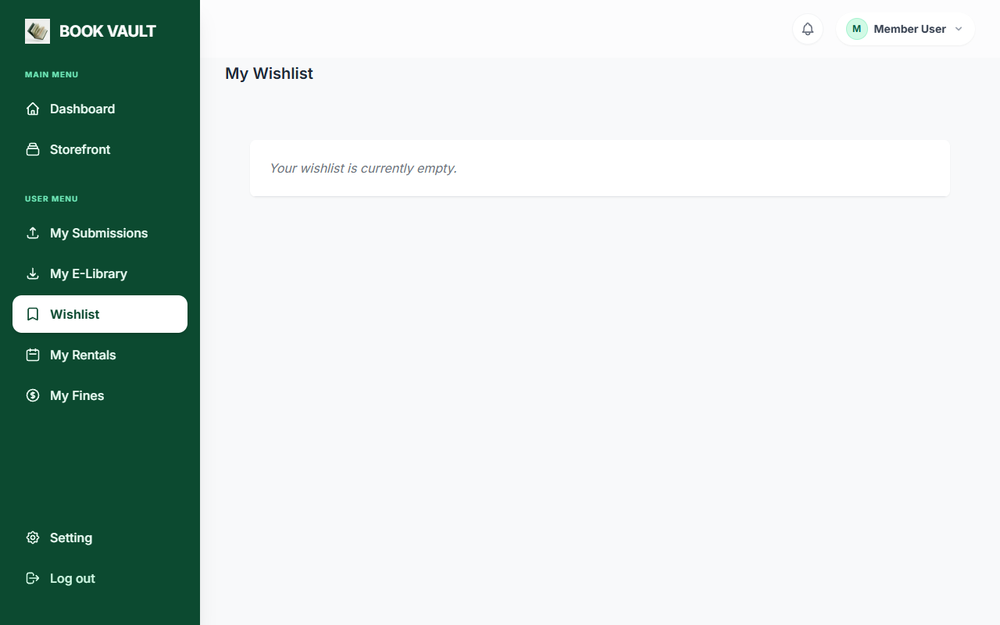 BOOK VAULT
MAIN MENU
Dashboard
Storefront
USER MENU
My Submissions
My E-Library
Wishlist
My Rentals
My Fines
Setting
Log out
M
Member User
My Wishlist
Your wishlist is currently empty.